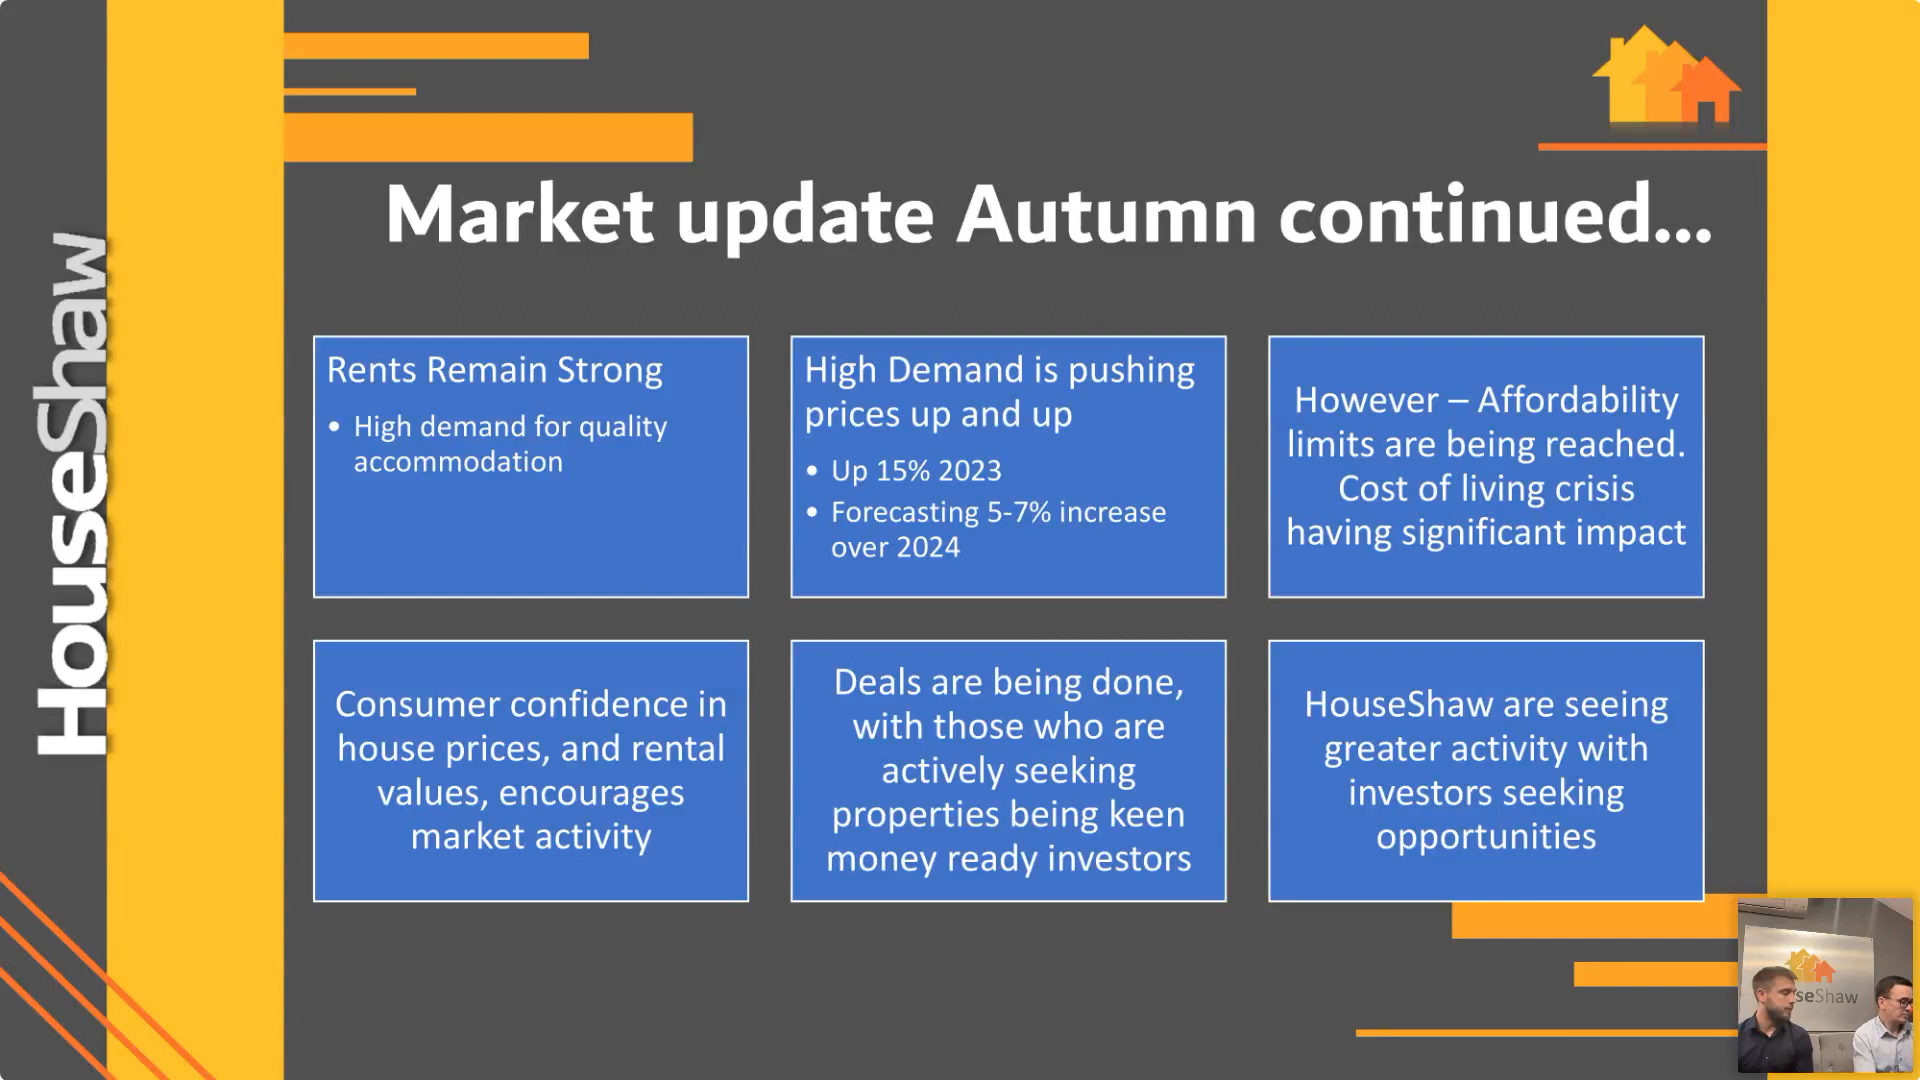 HouseShaw
Market update Autumn continued...
Rents Remain Strong
• High demand for quality
accommodation
High Demand is pushing
prices up and up
• Up 15% 2023
• Forecasting 5-7% increase
over 2024
However – Affordability
limits are being reached.
Cost of living crisis
having significant impact
Consumer confidence in
house prices, and rental
values, encourages
market activity
Deals are being done,
with those who are
actively seeking
properties being keen
money ready investors
HouseShaw are seeing
greater activity with
investors seeking
opportunities
seShaw